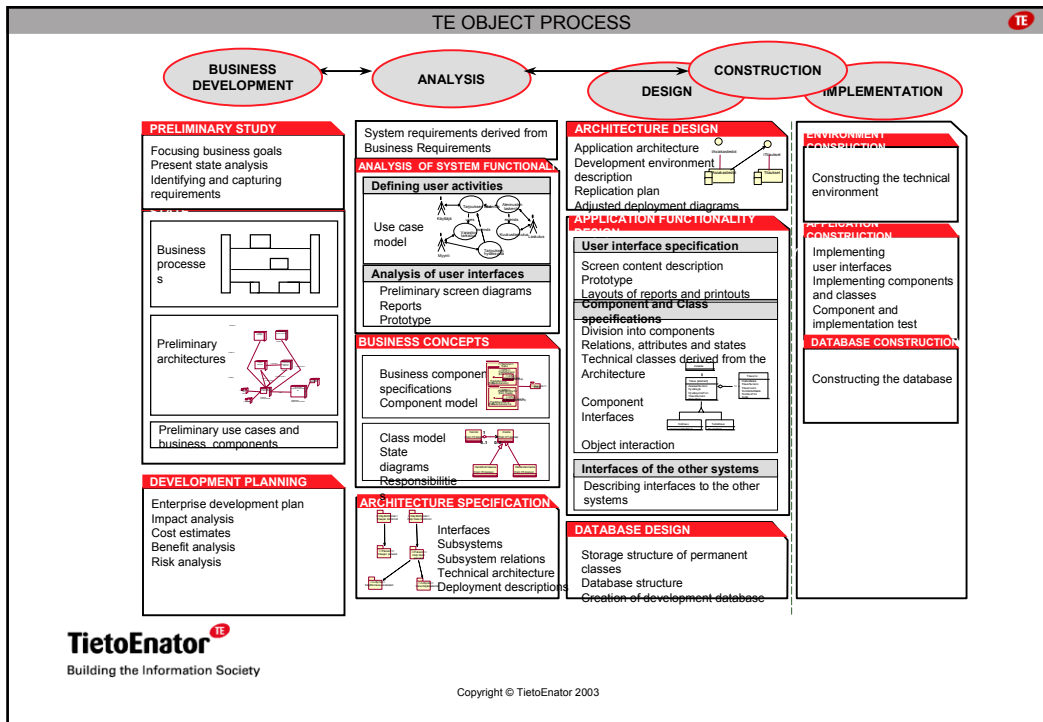 TE OBJECT PROCESS
TE
BUSINESS
DEVELOPMENT
ANALYSIS
DESIGN
CONSTRUCTION
IMPLEMENTATION
PRELIMINARY STUDY
Focusing business goals
Present state analysis
Identifying and capturing
requirements
Business
processe
s
Preliminary
architectures
Preliminary use cases and
business components
DEVELOPMENT PLANNING
Enterprise development plan
Impact analysis
Cost estimates
Benefit analysis
Risk analysis
System requirements derived from
Business Requirements
ANALYSIS OF SYSTEM FUNCTIONAL
Defining user activities
Use case
model
Analysis of user interfaces
Preliminary screen diagrams
Reports
Prototype
BUSINESS CONCEPTS
Business component
specifications
Component model
Class model
State
diagrams
Responsibilitie
s
ARCHITECTURE SPECIFICATION
Interfaces
Subsystems
Subsystem relations
Technical architecture
Deployment descriptions
ARCHITECTURE DESIGN
Application architecture
Development environment
description
Replication plan
Adjusted deployment diagrams
APPLICATION FUNCTIONALITY
DESIGN
User interface specification
Screen content description
Prototype
Layouts of reports and printouts
Component and Class
specifications
Division into components
Relations, attributes and states
Technical classes derived from the
Architecture
Component
Interfaces
Object interaction
Interfaces of the other systems
Describing interfaces to the other
systems
DATABASE DESIGN
Storage structure of permanent
classes
Database structure
Creation of development database
ENVIRONMENT
CONSRUCTION
Constructing the technical
environment
APPLICATION
CONSTRUCTION
Implementing
user interfaces
Implementing components
and classes
Component and
implementation test
DATABASE CONSTRUCTION
Constructing the database
TietoEnator TE
Building the Information Society
Copyright © TietoEnator 2003